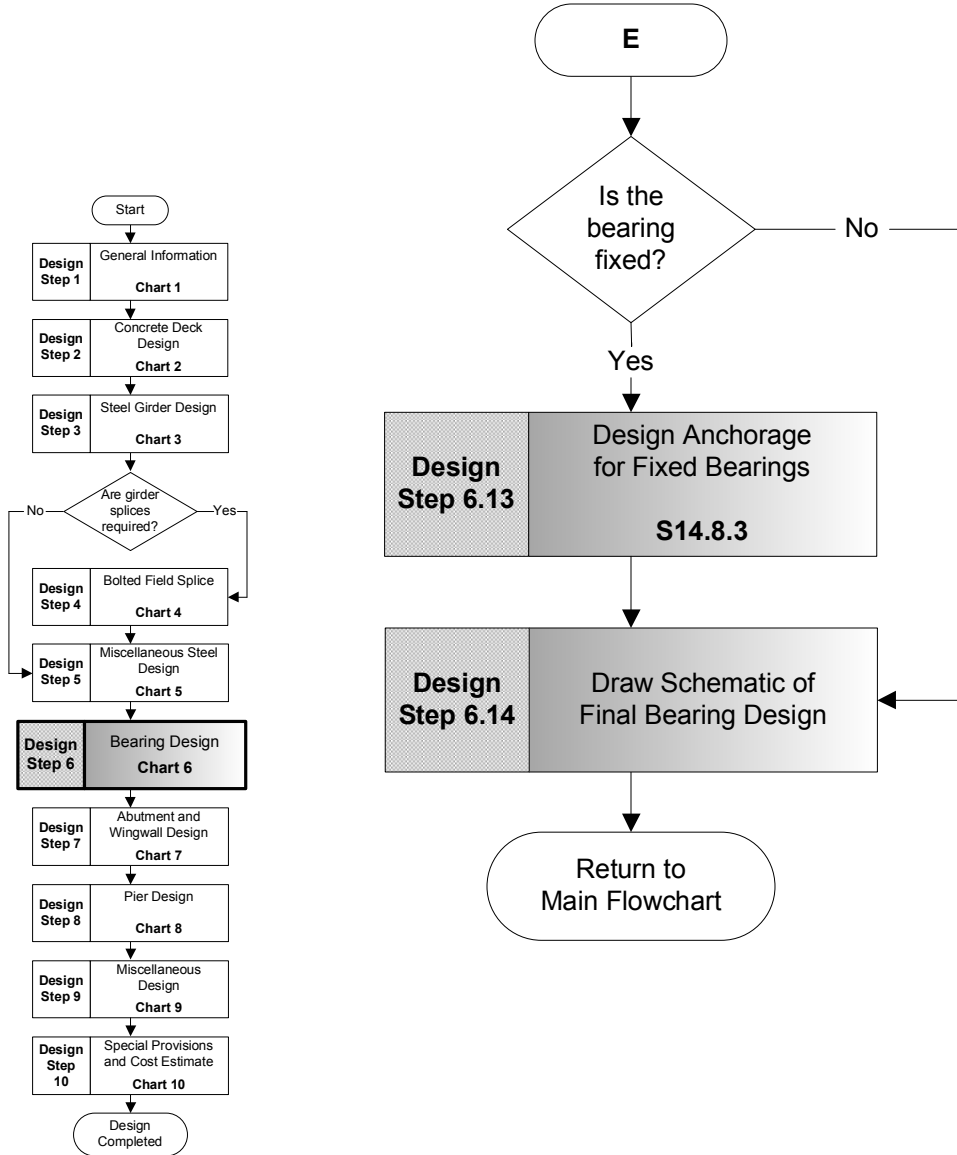 Start
Design
Step 1
General Information
Chart 1
Design
Step 2
Concrete Deck
Design
Chart 2
Design
Step 3
Steel Girder Design
Chart 3
Are girder
splices
required?
No
Yes
Design
Step 4
Bolted Field Splice
Chart 4
Design
Step 5
Miscellaneous Steel
Design
Chart 5
Design
Step 6
Bearing Design
Chart 6
Design
Step 7
Abutment and
Wingwall Design
Chart 7
Design
Step 8
Pier Design
Chart 8
Design
Step 9
Miscellaneous
Design
Chart 9
Design
Step
10
Special Provisions
and Cost Estimate
Chart 10
Design
Completed
E
Is the
bearing
fixed?
No
Yes
Design
Step 6.13
Design Anchorage
for Fixed Bearings
S14.8.3
Design
Step 6.14
Draw Schematic of
Final Bearing Design
Return to
Main Flowchart